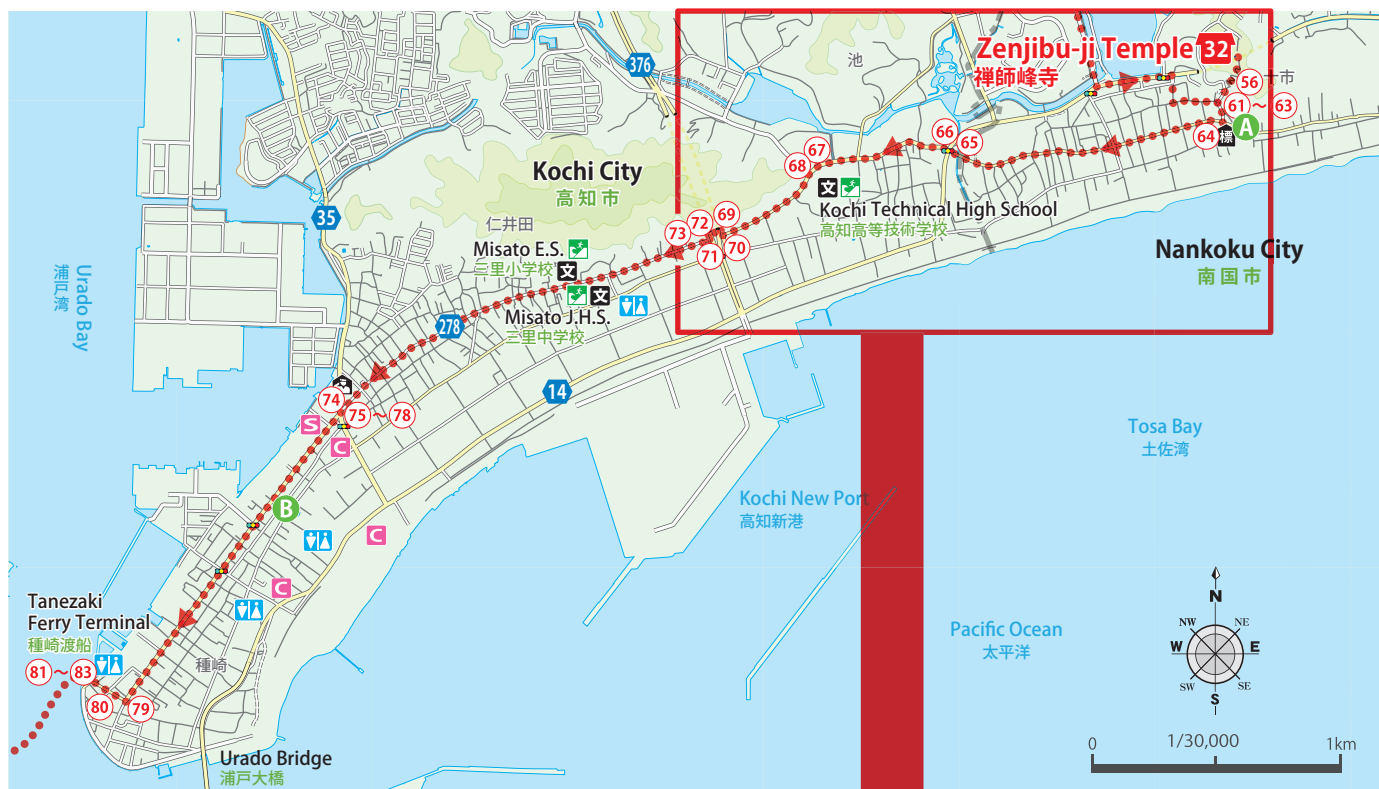 Zenjibu-ji Temple 32
禅師峰寺
376
池
十市
56
61～63
A
64
標
66
65
67
68
文
Kochi Technical High School
高知高等技術学校
Kochi City
高知市
35
仁井田
72
69
73
70
71
Misato E.S.
三里小学校
文
文
Misato J.H.S.
三里中学校
Nankoku City
南国市
Urado Bay
浦戸湾
278
14
74
75～78
S
C
Tosa Bay
土佐湾
Kochi New Port
高知新港
B
C
C
Tanezaki
Ferry Terminal
種崎渡船
81～83
種崎
80
79
Pacific Ocean
太平洋
N
NW
NE
W
E
SW
SE
S
Urado Bridge
浦戸大橋
0
1/30,000
1km